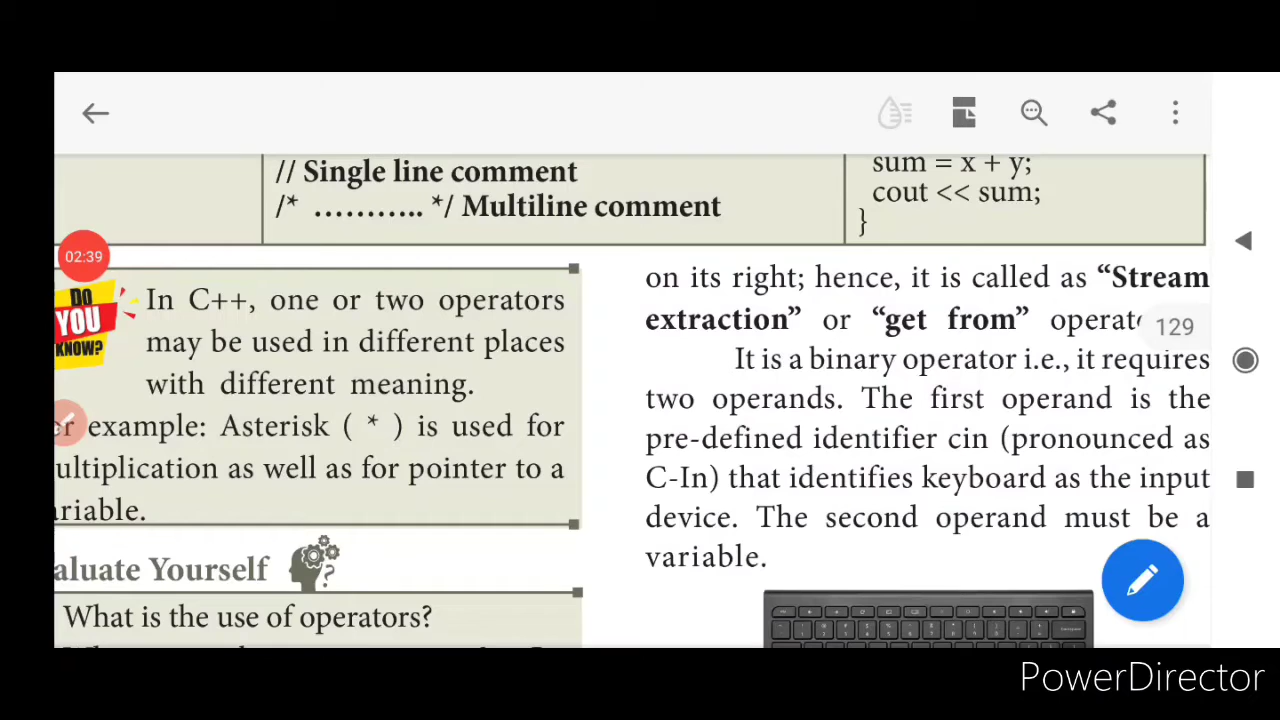 // Single line comment
/* ……….. */ Multiline comment
sum = x + y;
cout << sum;
}
02:39
DO
YOU
KNOW?
In C++, one or two operators
may be used in different places
with different meaning.
example: Asterisk ( * ) is used for
ultiplication as well as for pointer to a
ariable.
aluate Yourself
What is the use of operators?
on its right; hence, it is called as “Stream
extraction” or “get from” operat
129
It is a binary operator i.e., it requires
two operands. The first operand is the
pre-defined identifier cin (pronounced as
C-In) that identifies keyboard as the input
device. The second operand must be a
variable.
PowerDirector